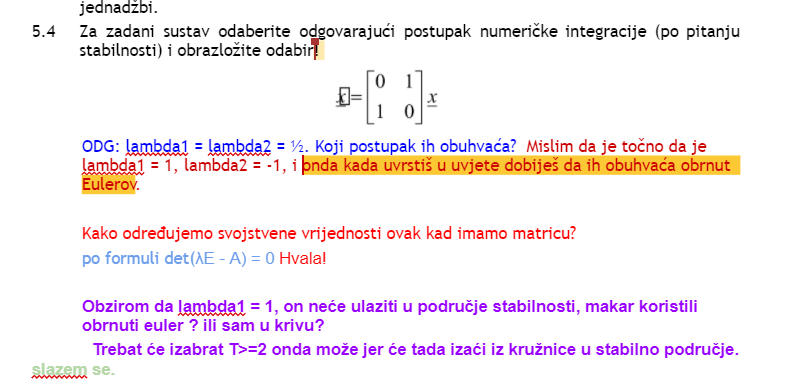 jednadžbi.
5.4 Za zadani sustav odaberite odgovarajući postupak numeričke integracije (po pitanju
stabilnosti) i obrazložite odabir!
x = [0 1
1 0] x
ODG: lambda1 = lambda2 = ½. Koji postupak ih obuhvaća? Mislim da je točno da je
lambda1 = 1, lambda2 = -1, i onda kada uvrstiš u uvjete dobiješ da ih obuhvaća obrnut
Eulerov.
Kako određujemo svojstvene vrijednosti ovak kad imamo matricu?
po formuli det(λE - A) = 0 Hvala!
Obzirom da lambda1 = 1, on neće ulaziti u područje stabilnosti, makar koristili
obrnuti euler ? ili sam u krivu?
Trebat će izabrat T>=2 onda može jer će tada izaći iz kružnice u stabilno područje.
slazem se.